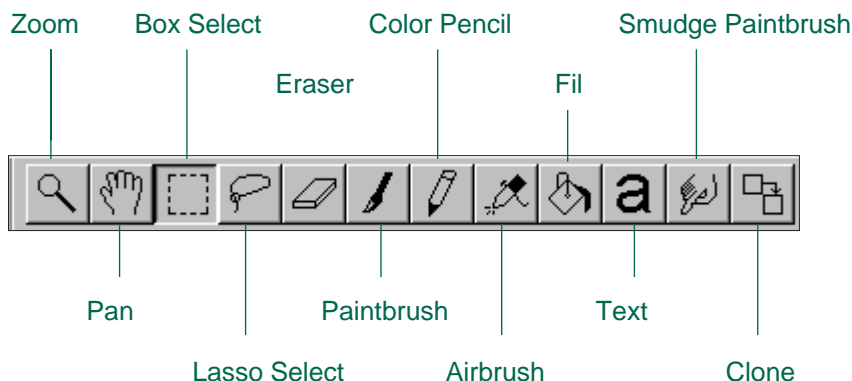 Zoom Box Select Color Pencil Smudge Paintbrush
Eraser Fil
a
Pan Paintbrush Text
Lasso Select Airbrush Clone